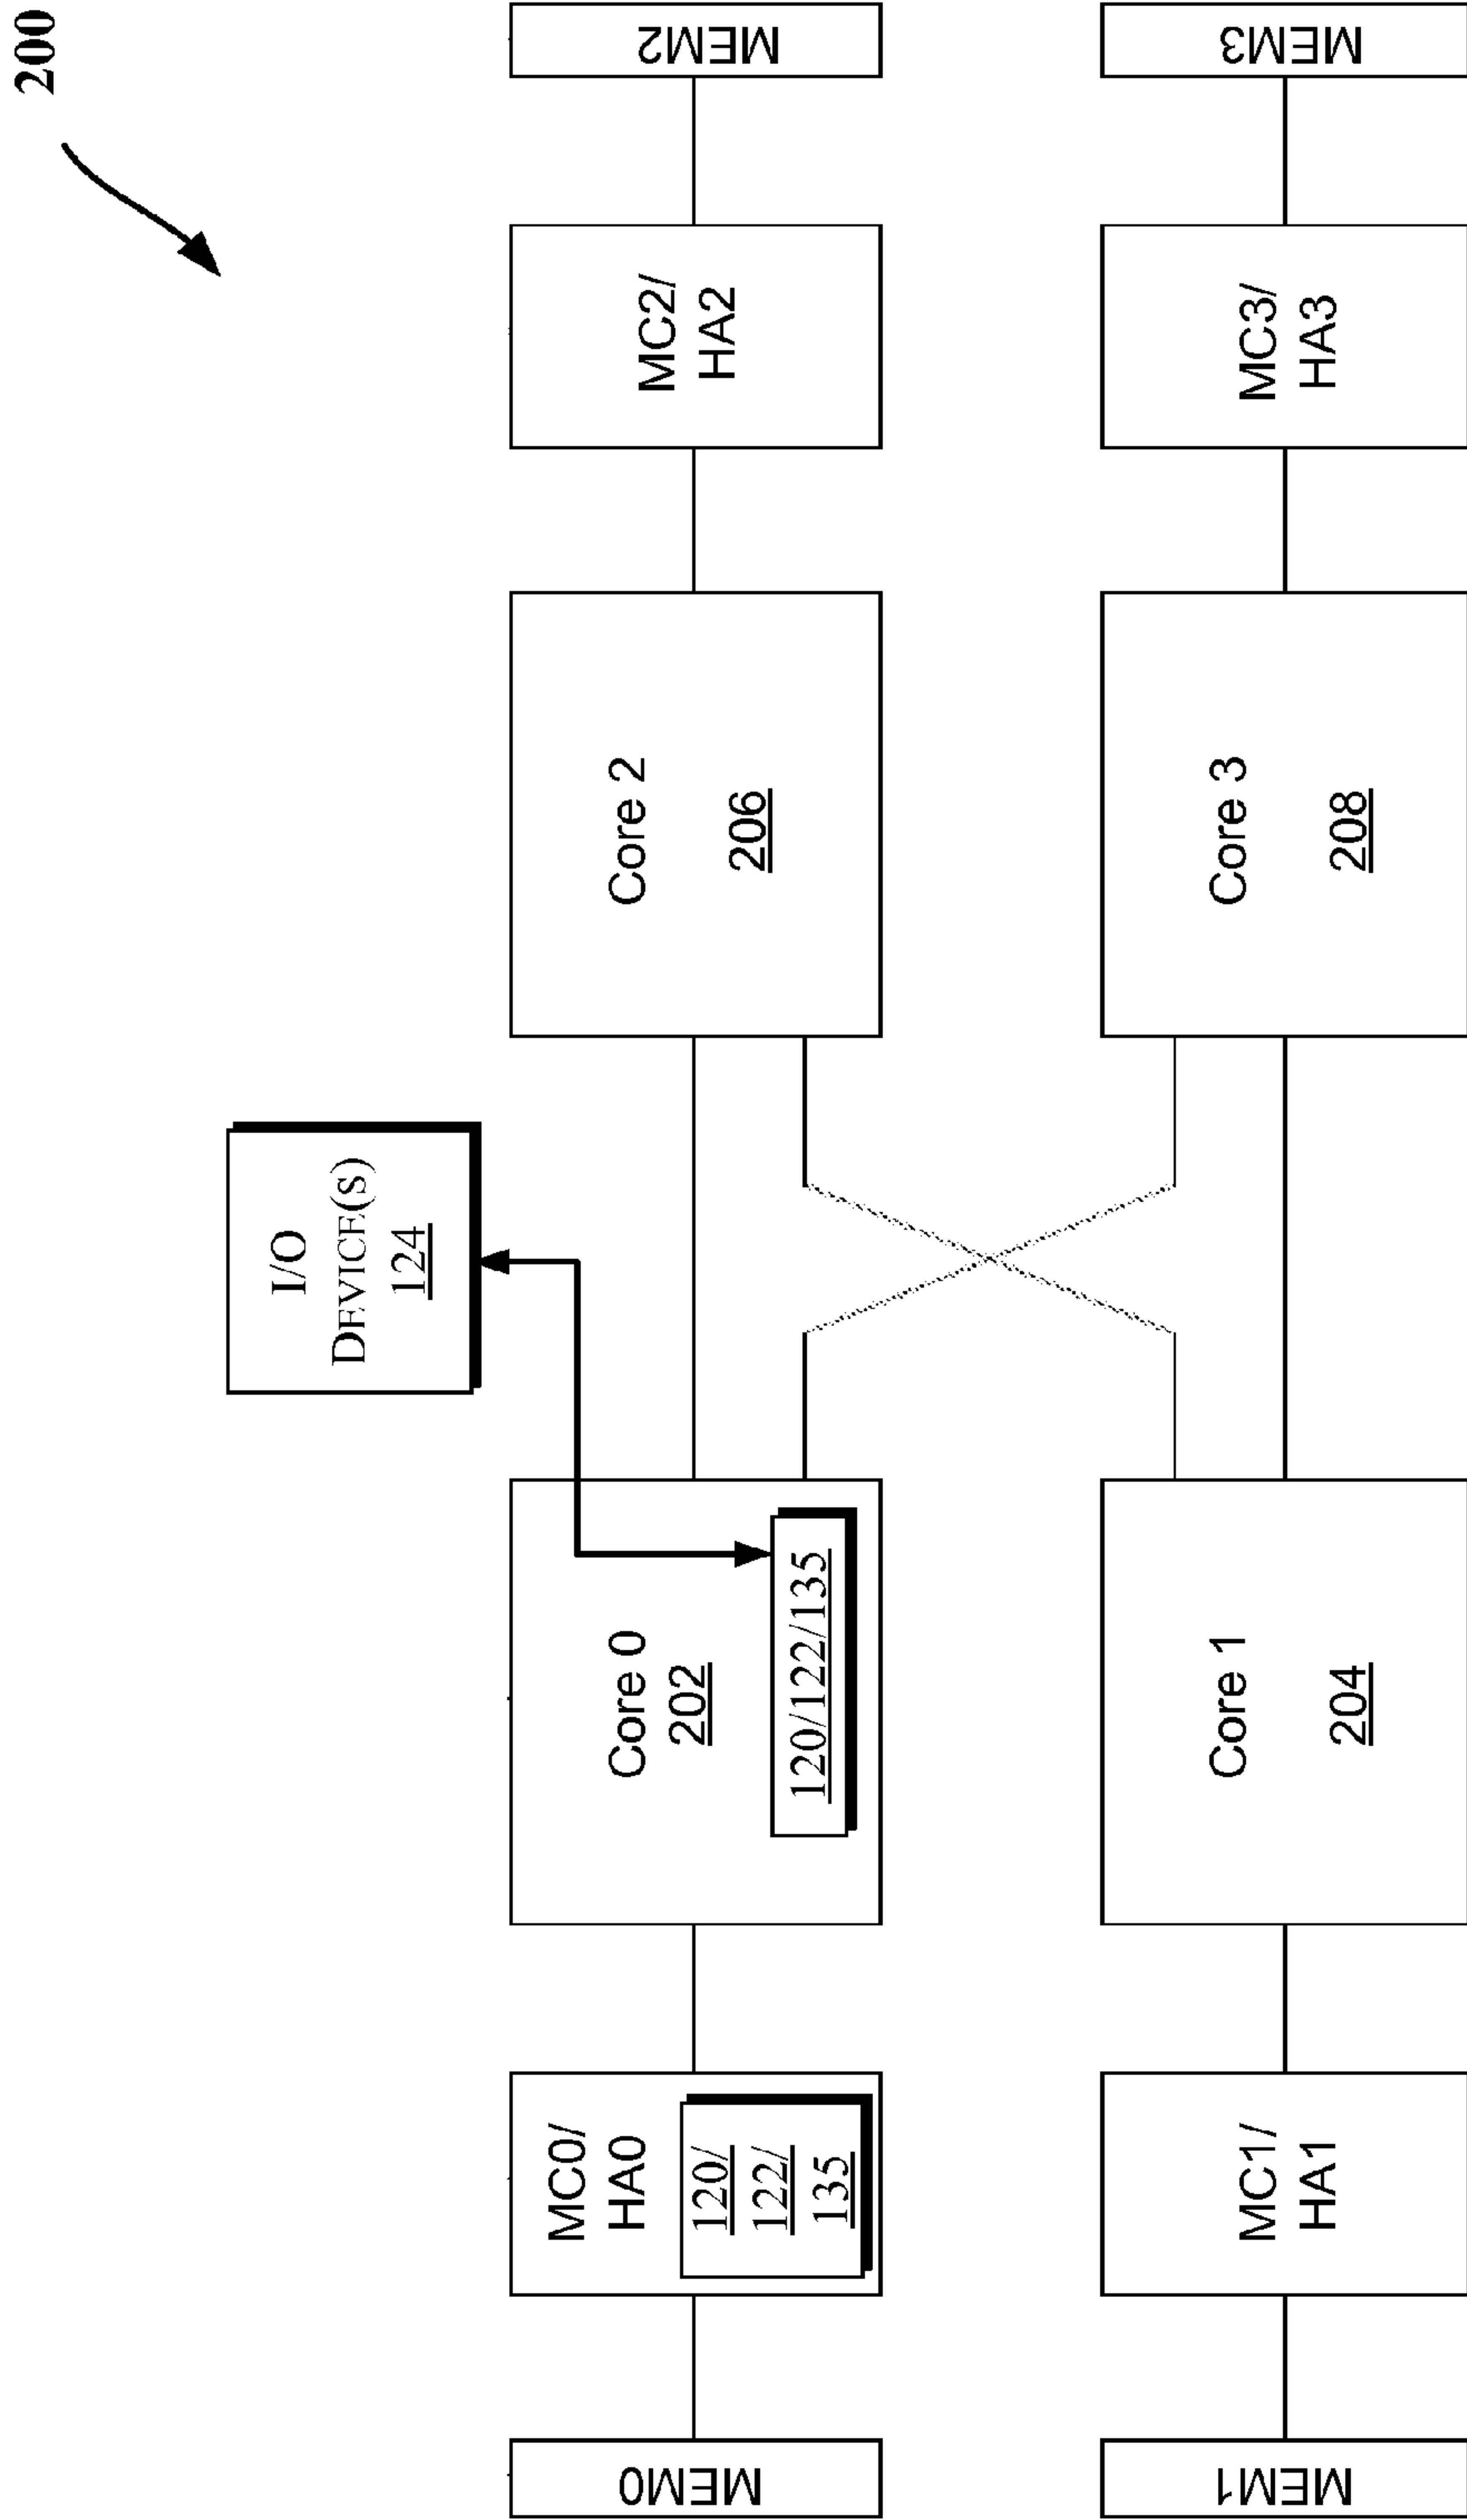 200
I/O
DEVICE(S)
124
MEM0
MC0/
HA0
120/
122/
135
Core 0
202
120/122/135
Core 2
206
MC2/
HA2
MEM2
MEM1
MC1/
HA1
Core 1
204
Core 3
208
MC3/
HA3
MEM3